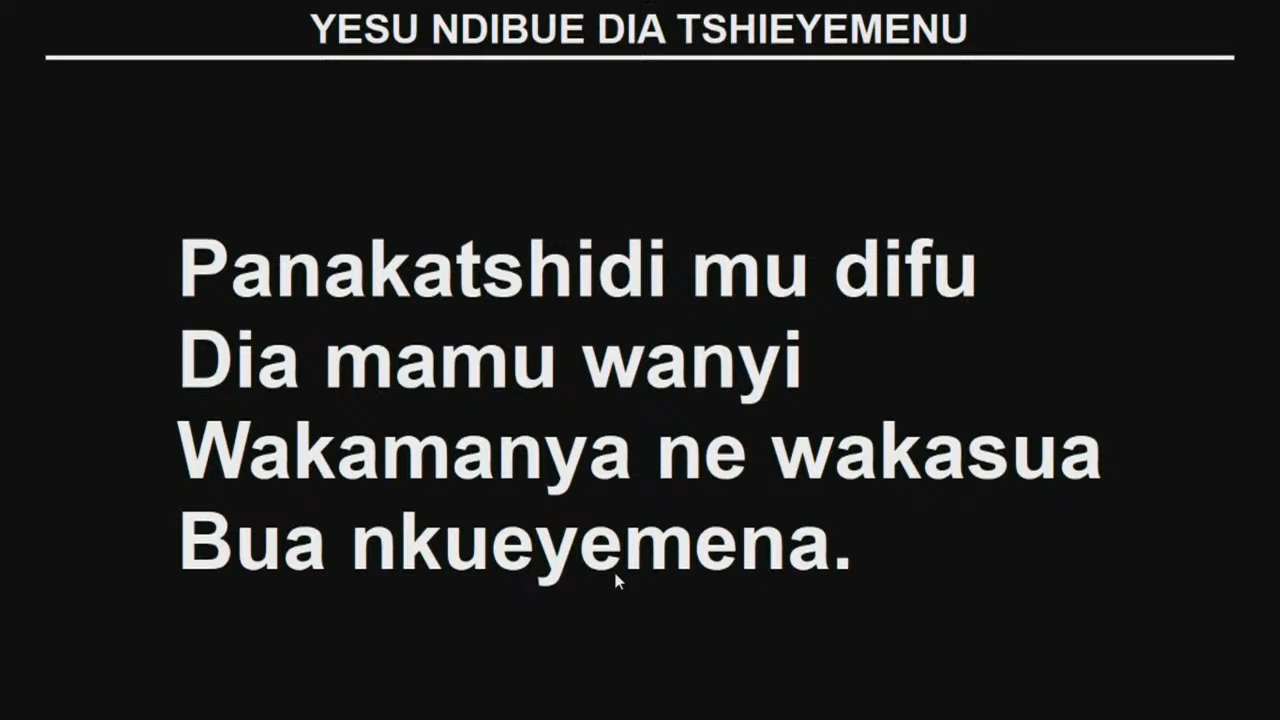 YESU NDIBUE DIA TSHIEYEMENU
Panakatshidi mu difu
Dia mamu wanyi
Wakamanya ne wakasua
Bua nkueyemena.